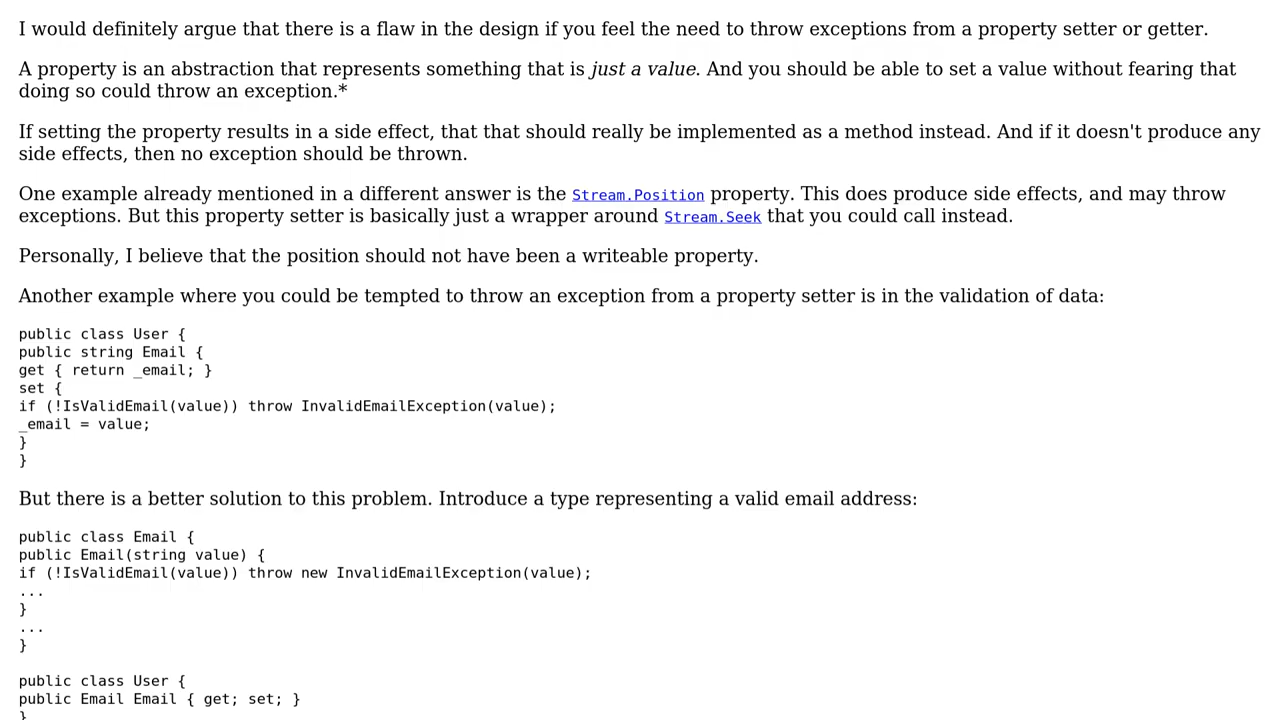 I would definitely argue that there is a flaw in the design if you feel the need to throw exceptions from a property setter or getter.
A property is an abstraction that represents something that is just a value. And you should be able to set a value without fearing that
doing so could throw an exception.*
If setting the property results in a side effect, that that should really be implemented as a method instead. And if it doesn't produce any
side effects, then no exception should be thrown.
One example already mentioned in a different answer is the Stream.Position property. This does produce side effects, and may throw
exceptions. But this property setter is basically just a wrapper around Stream.Seek that you could call instead.
Personally, I believe that the position should not have been a writeable property.
Another example where you could be tempted to throw an exception from a property setter is in the validation of data:
public class User {
public string Email {
get { return _email; }
set {
if (!IsValidEmail(value)) throw InvalidEmailException(value);
_email = value;
}
}
But there is a better solution to this problem. Introduce a type representing a valid email address:
public class Email {
public Email(string value) {
if (!IsValidEmail(value)) throw new InvalidEmailException(value);
...
}
...
}
public class User {
public Email Email { get; set; }
}